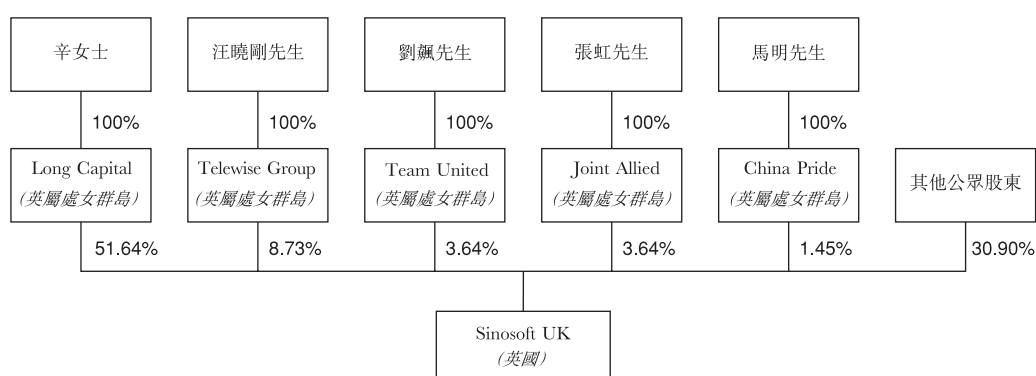 辛女士
汪曉剛先生
劉飆先生
張虹先生
馬明先生
100%
100%
100%
100%
100%
Long Capital
(英屬處女群島)
Telewise Group
(英屬處女群島)
Team United
(英屬處女群島)
Joint Allied
(英屬處女群島)
China Pride
(英屬處女群島)
其他公眾股東
51.64%
8.73%
3.64%
3.64%
1.45%
30.90%
Sinosoft UK
(英國)